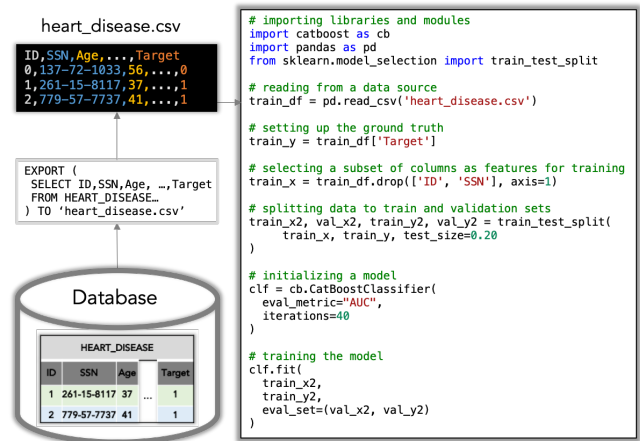 heart_disease.csv
ID,SSN,Age,...,Target
0,137-72-1033,56,...,0
1,261-15-8117,37,...,1
2,779-57-7737,41,...,1
EXPORT (
SELECT ID,SSN,Age, …,Target
FROM HEART_DISEASE…
) TO ‘heart_disease.csv’
Database
HEART_DISEASE
ID SSN Age ... Target
1 261-15-8117 37 1
2 779-57-7737 41 1
# importing libraries and modules
import catboost as cb
import pandas as pd
from sklearn.model_selection import train_test_split
# reading from a data source
train_df = pd.read_csv('heart_disease.csv')
# setting up the ground truth
train_y = train_df['Target']
# selecting a subset of columns as features for training
train_x = train_df.drop(['ID', 'SSN'], axis=1)
# splitting data to train and validation sets
train_x2, val_x2, train_y2, val_y2 = train_test_split(
train_x, train_y, test_size=0.20
)
# initializing a model
clf = cb.CatBoostClassifier(
eval_metric="AUC",
iterations=40
)
# training the model
clf.fit(
train_x2,
train_y2,
eval_set=(val_x2, val_y2)
)